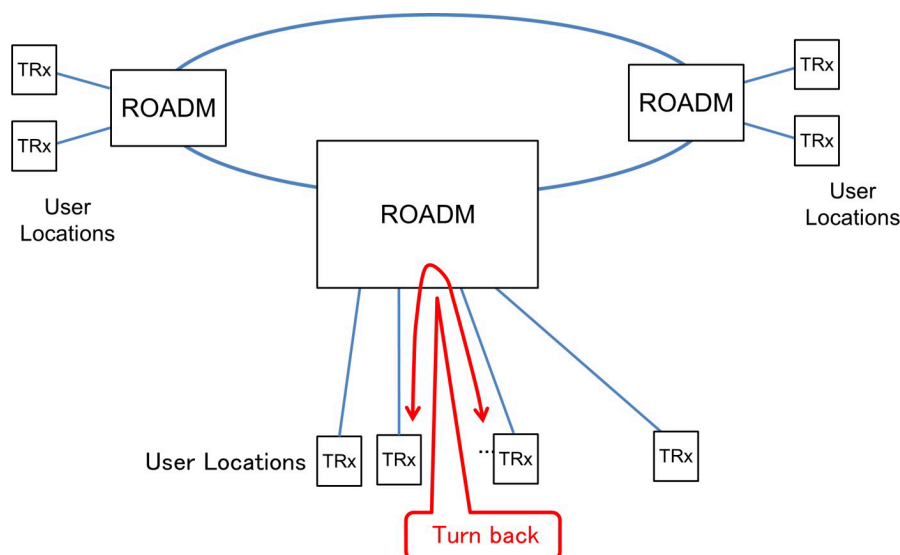 TRx
TRx
ROADM
ROADM
TRx
TRx
User
Locations
ROADM
User
Locations
User Locations
TRx
TRx
...
TRx
TRx
Turn back